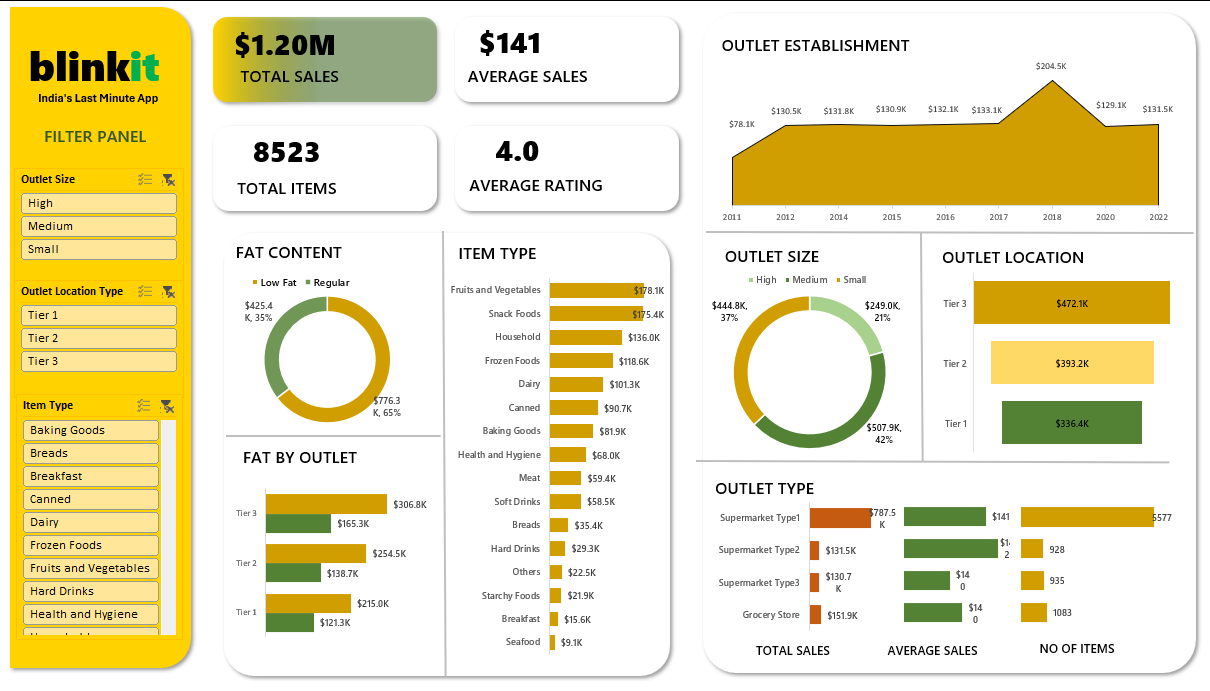 blinkit
India's Last Minute App
FILTER PANEL
Outlet Size
High
Medium
Small
Outlet Location Type
Tier 1
Tier 2
Tier 3
Item Type
Baking Goods
Breads
Breakfast
Canned
Dairy
Frozen Foods
Fruits and Vegetables
Hard Drinks
Health and Hygiene
$1.20M
TOTAL SALES
$141
AVERAGE SALES
8523
TOTAL ITEMS
4.0
AVERAGE RATING
FAT CONTENT
Low Fat Regular
$425.4
K, 35%
$776.3
K, 65%
FAT BY OUTLET
Tier 3 $306.8K
$165.3K
Tier 2 $254.5K
$138.7K
Tier 1 $215.0K
$121.3K
ITEM TYPE
Fruits and Vegetables $178.1K
Snack Foods $175.4K
Household $136.0K
Frozen Foods $118.6K
Dairy $101.3K
Canned $90.7K
Baking Goods $81.9K
Health and Hygiene $68.0K
Meat $59.4K
Soft Drinks $58.5K
Breads $35.4K
Hard Drinks $29.3K
Others $22.5K
Starchy Foods $21.9K
Breakfast $15.6K
Seafood $9.1K
OUTLET ESTABLISHMENT
$78.1K $130.5K $131.8K $130.9K $132.1K $133.1K $204.5K $129.1K $131.5K
2011 2012 2014 2015 2016 2017 2018 2020 2022
OUTLET SIZE
High Medium Small
$444.8K,
37%
$249.0K,
21%
$507.9K,
42%
OUTLET LOCATION
Tier 3 $472.1K
Tier 2 $393.2K
Tier 1 $336.4K
OUTLET TYPE
Supermarket Type1 $787.5
K
$141
5577
Supermarket Type2 $131.5K
928
Supermarket Type3 $130.7
K
$14
0
935
Grocery Store $151.9K
$14
0
1083
TOTAL SALES
AVERAGE SALES
NO OF ITEMS